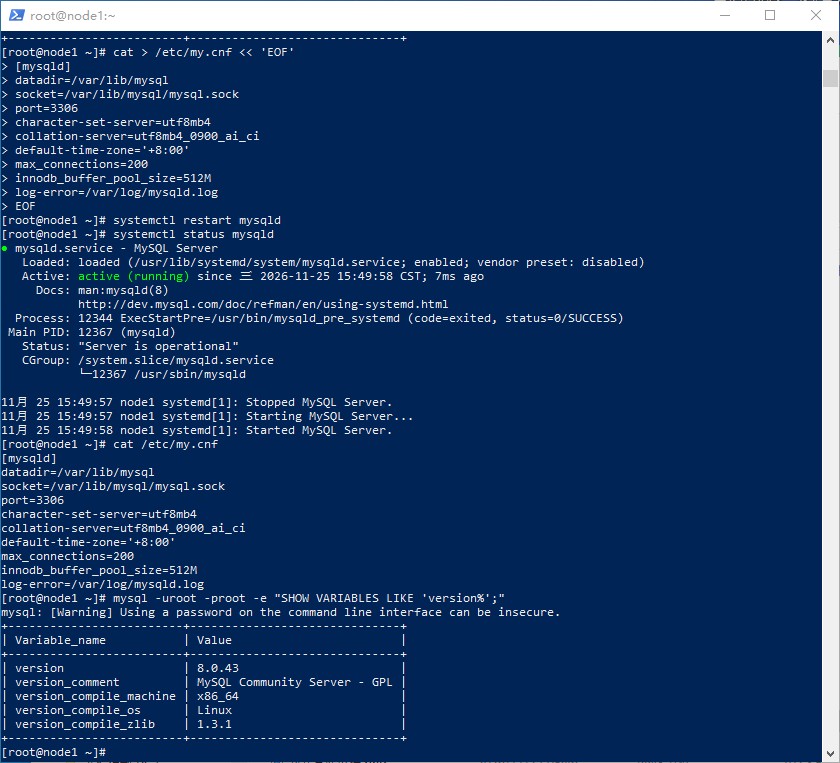 root@node1:~
+-----------------------+---------------------------+
[root@node1 ~]# cat > /etc/my.cnf << 'EOF'
> [mysqld]
> datadir=/var/lib/mysql
> socket=/var/lib/mysql/mysql.sock
> port=3306
> character-set-server=utf8mb4
> collation-server=utf8mb4_0900_ai_ci
> default-time-zone='+8:00'
> max_connections=200
> innodb_buffer_pool_size=512M
> log-error=/var/log/mysqld.log
> EOF
[root@node1 ~]# systemctl restart mysqld
[root@node1 ~]# systemctl status mysqld
● mysqld.service - MySQL Server
   Loaded: loaded (/usr/lib/systemd/system/mysqld.service; enabled; vendor preset: disabled)
   Active: active (running) since 三 2026-11-25 15:49:58 CST; 7ms ago
     Docs: man:mysqld(8)
           http://dev.mysql.com/doc/refman/en/using-systemd.html
  Process: 12344 ExecStartPre=/usr/bin/mysqld_pre_systemd (code=exited, status=0/SUCCESS)
 Main PID: 12367 (mysqld)
   Status: "Server is operational"
   CGroup: /system.slice/mysqld.service
           └─12367 /usr/sbin/mysqld
11月 25 15:49:57 node1 systemd[1]: Stopped MySQL Server.
11月 25 15:49:57 node1 systemd[1]: Starting MySQL Server...
11月 25 15:49:58 node1 systemd[1]: Started MySQL Server.
[root@node1 ~]# cat /etc/my.cnf
[mysqld]
datadir=/var/lib/mysql
socket=/var/lib/mysql/mysql.sock
port=3306
character-set-server=utf8mb4
collation-server=utf8mb4_0900_ai_ci
default-time-zone='+8:00'
max_connections=200
innodb_buffer_pool_size=512M
log-error=/var/log/mysqld.log
[root@node1 ~]# mysql -uroot -proot -e "SHOW VARIABLES LIKE 'version%';"
mysql: [Warning] Using a password on the command line interface can be insecure.
+-------------------------+------------------------------+
| Variable_name           | Value                        |
+-------------------------+------------------------------+
| version                 | 8.0.43                       |
| version_comment         | MySQL Community Server - GPL |
| version_compile_machine | x86_64                       |
| version_compile_os      | Linux                        |
| version_compile_zlib    | 1.3.1                        |
+-------------------------+------------------------------+
[root@node1 ~]#